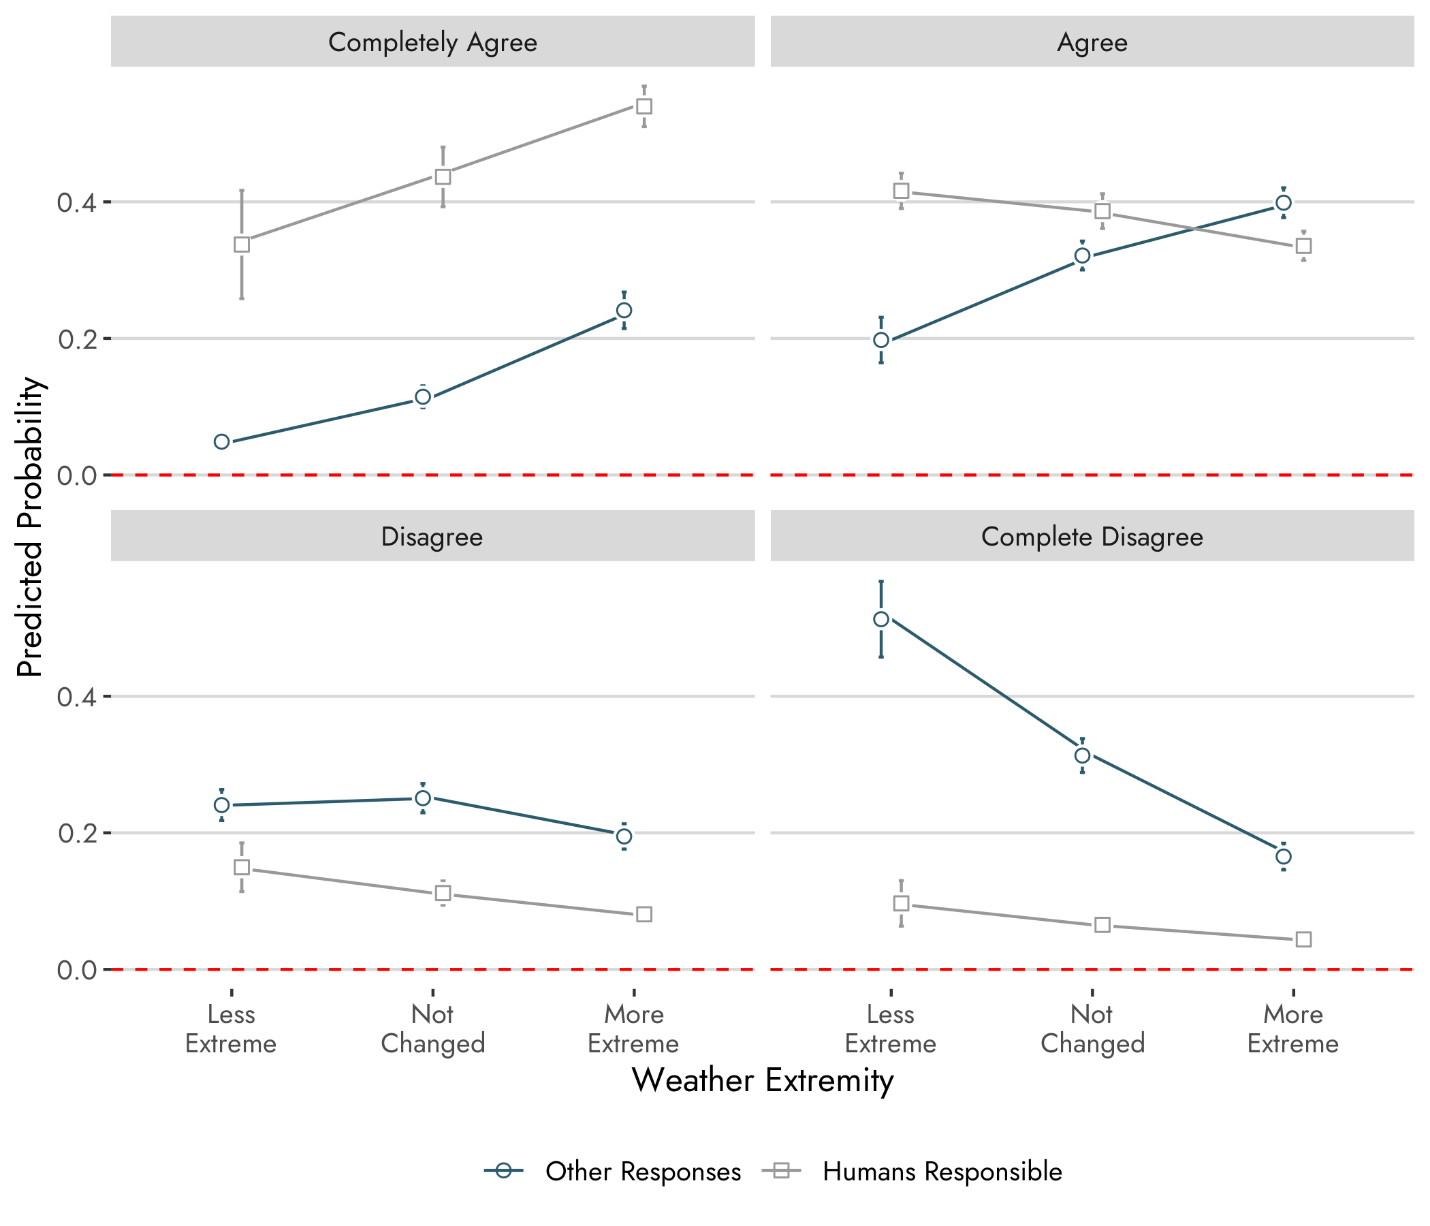 Completely Agree
Agree
0.4
0.2
0.0
Predicted Probability
Disagree
Complete Disagree
0.4
0.2
0.0
Less
Extreme
Not
Changed
More
Extreme
Less
Extreme
Not
Changed
More
Extreme
Weather Extremity
Other Responses
Humans Responsible